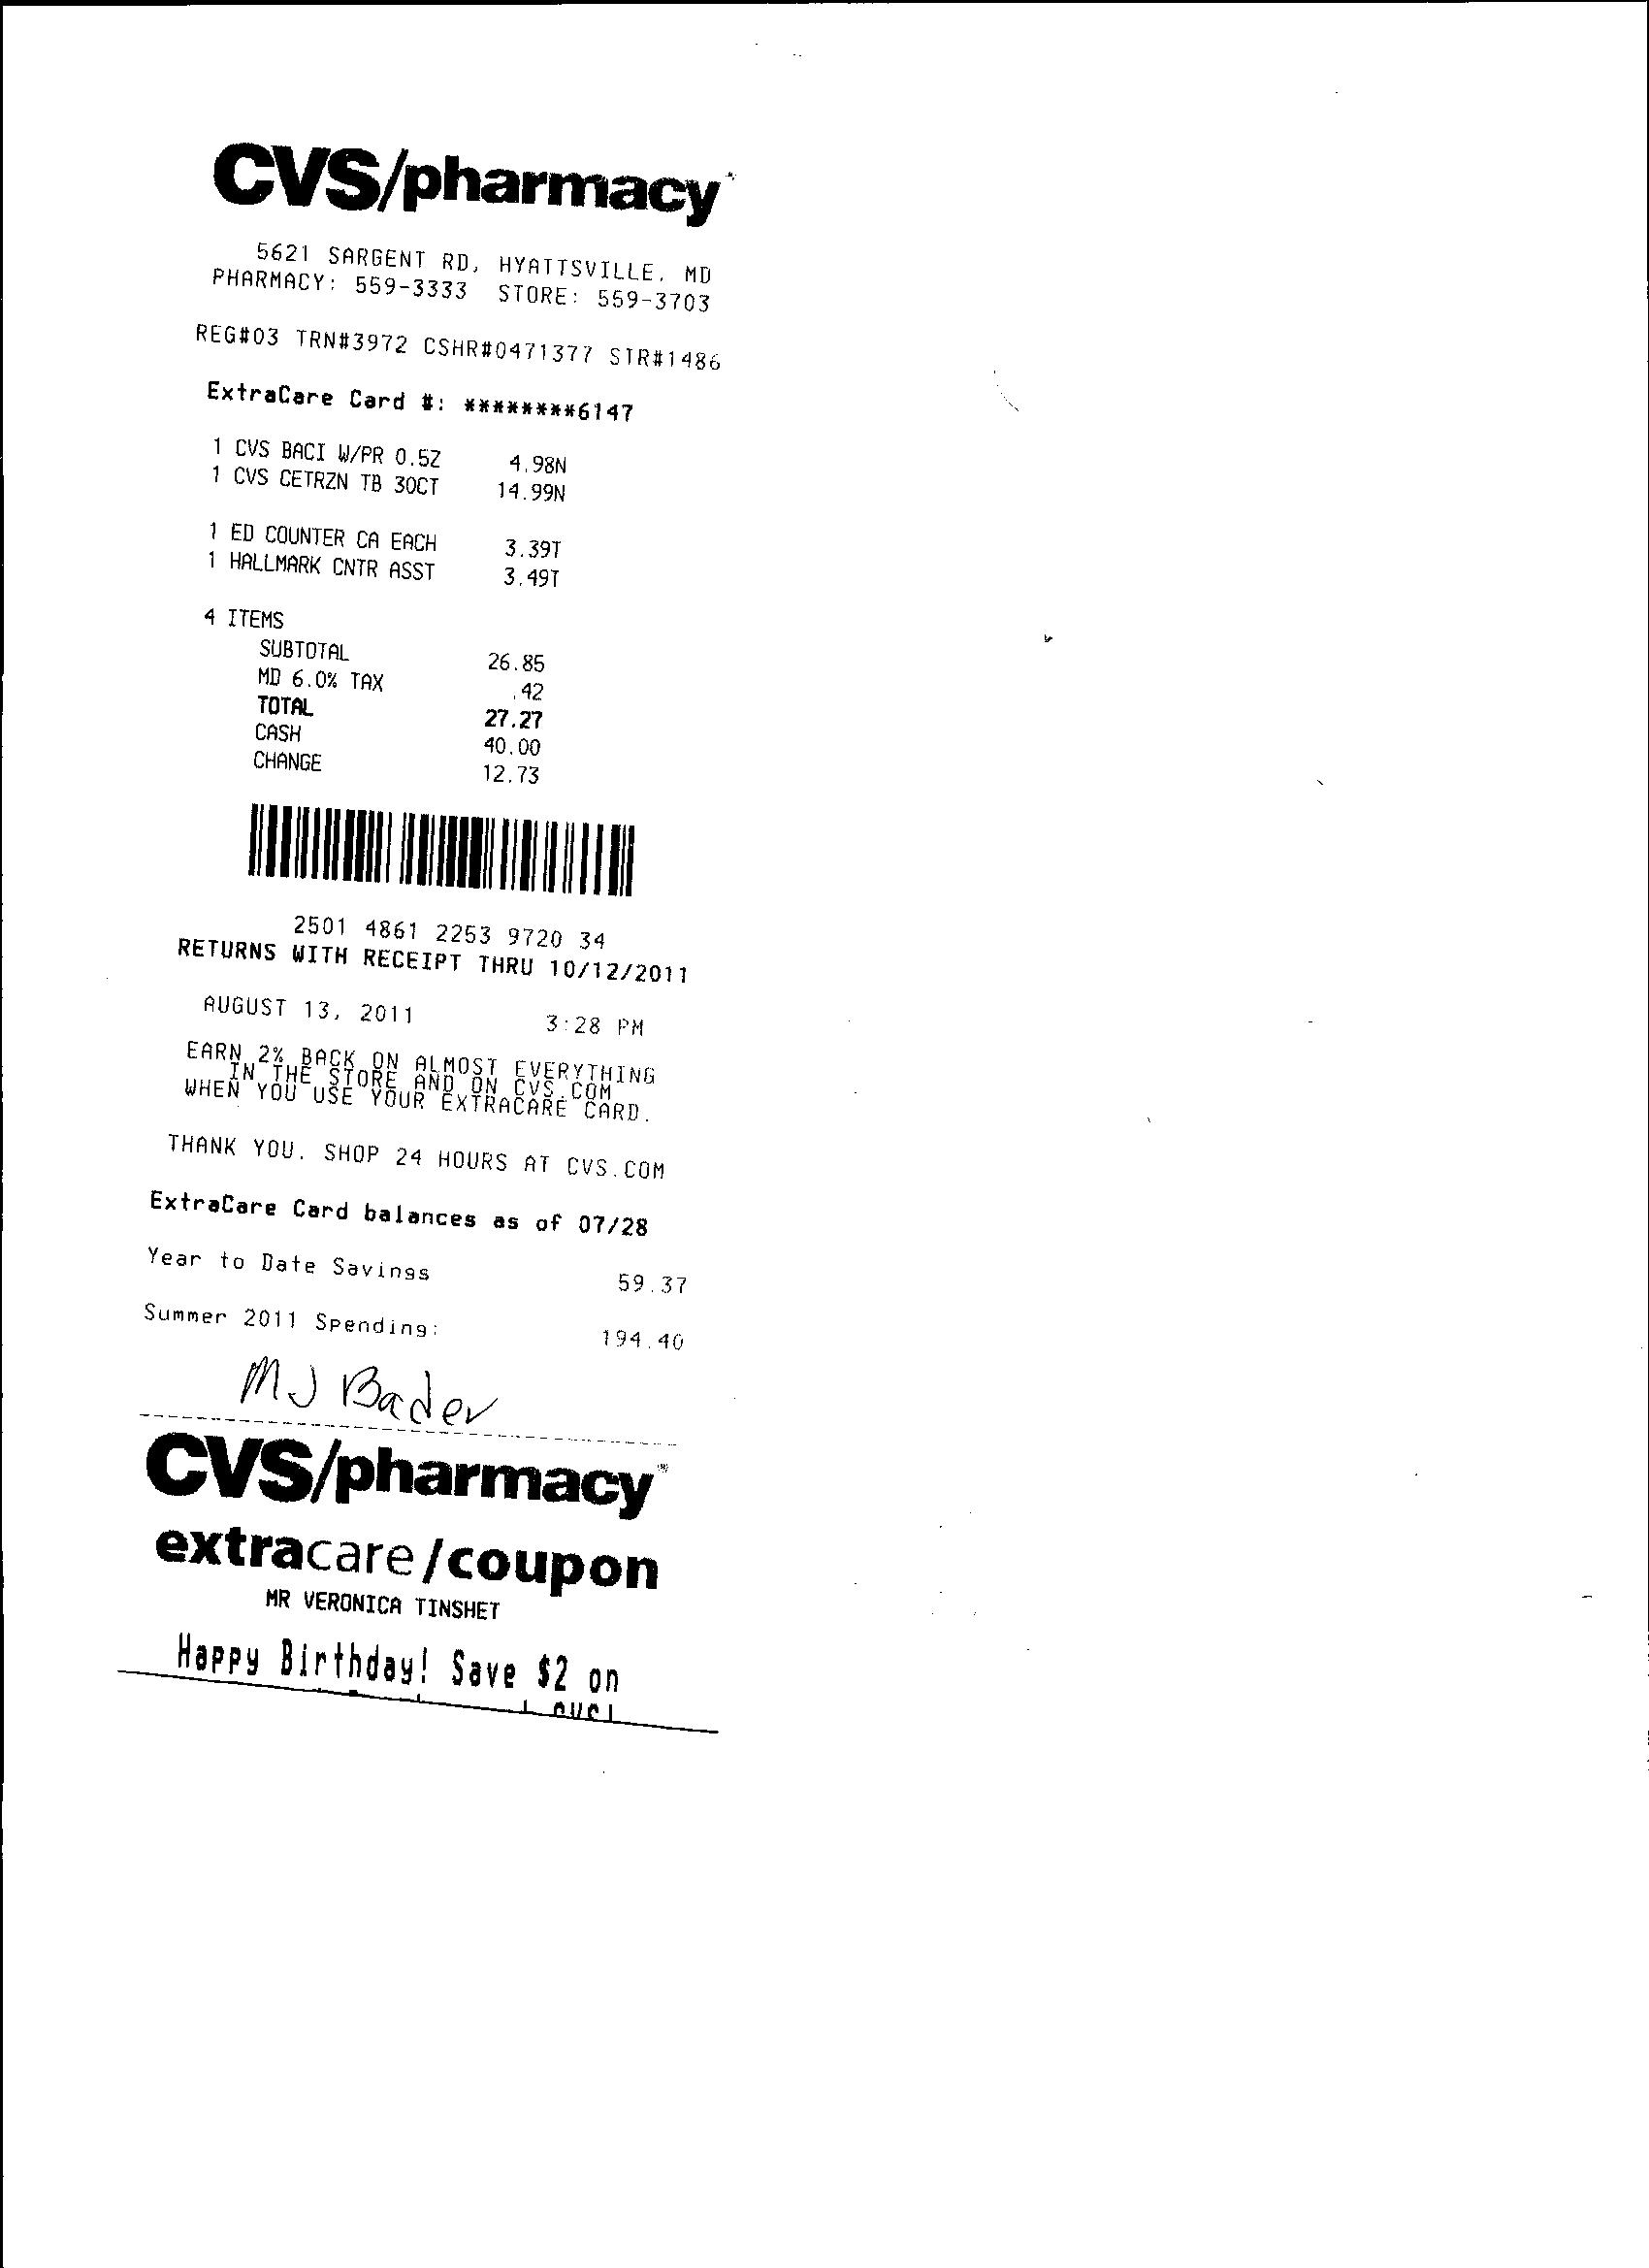 CVS/pharmacy
5621 SARGENT RD, HYATTSVILLE, MD
PHARMACY: 559-3333 STORE: 559-3703
REG#03 TRN#3972 CSHR#0471377 STR#1486
ExtraCare Card #: ********6147
1 CVS BACI W/PR 0.5Z 4.98N
1 CVS CETRZN TB 30CT 14.99N
1 ED COUNTER CA EACH 3.39T
1 HALLMARK CNTR ASST 3.49T
4 ITEMS
SUBTOTAL 26.85
MD 6.0% TAX .42
TOTAL 27.27
CASH 40.00
CHANGE 12.73
2501 4861 2253 9720 34
RETURNS WITH RECEIPT THRU 10/12/2011
AUGUST 13, 2011 3:28 PM
EARN 2% BACK ON ALMOST EVERYTHING
IN THE STORE AND ON CVS.COM
WHEN YOU USE YOUR EXTRACARE CARD.
THANK YOU. SHOP 24 HOURS AT CVS.COM
ExtraCare Card balances as of 07/28
Year to Date Savings 59.37
Summer 2011 Spending: 194.40
MJ Bader
CVS/pharmacy
extracare/coupon
MR VERONICA TINSHET
Happy Birthday! Save $2 on